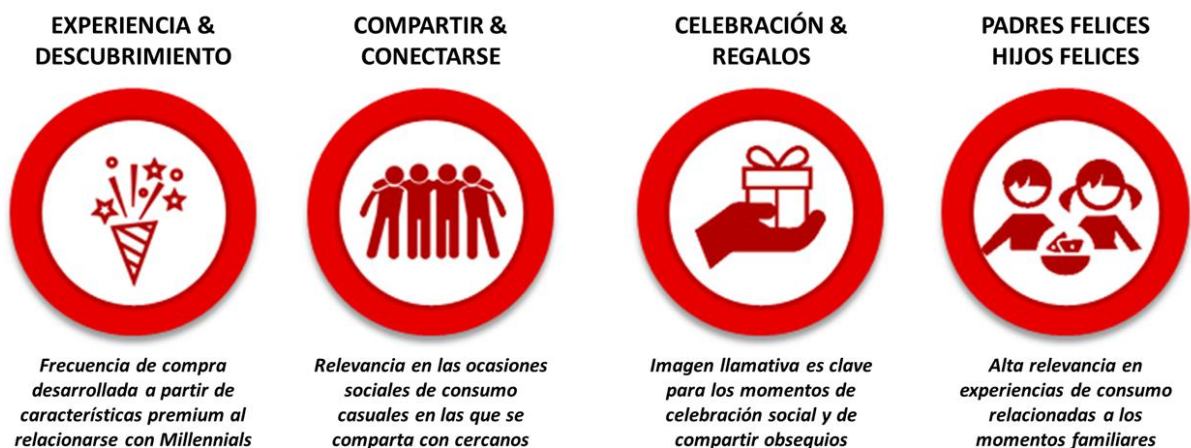 EXPERIENCIA &
DESCUBRIMIENTO
Frecuencia de compra
desarrollada a partir de
características premium al
relacionarse con Millennials
COMPARTIR &
CONECTARSE
Relevancia en las ocasiones
sociales de consumo
casuales en las que se
comparta con cercanos
CELEBRACIÓN &
REGALOS
Imagen llamativa es clave
para los momentos de
celebración social y de
compartir obsequios
PADRES FELICES
HIJOS FELICES
Alta relevancia en
experiencias de consumo
relacionadas a los
momentos familieres